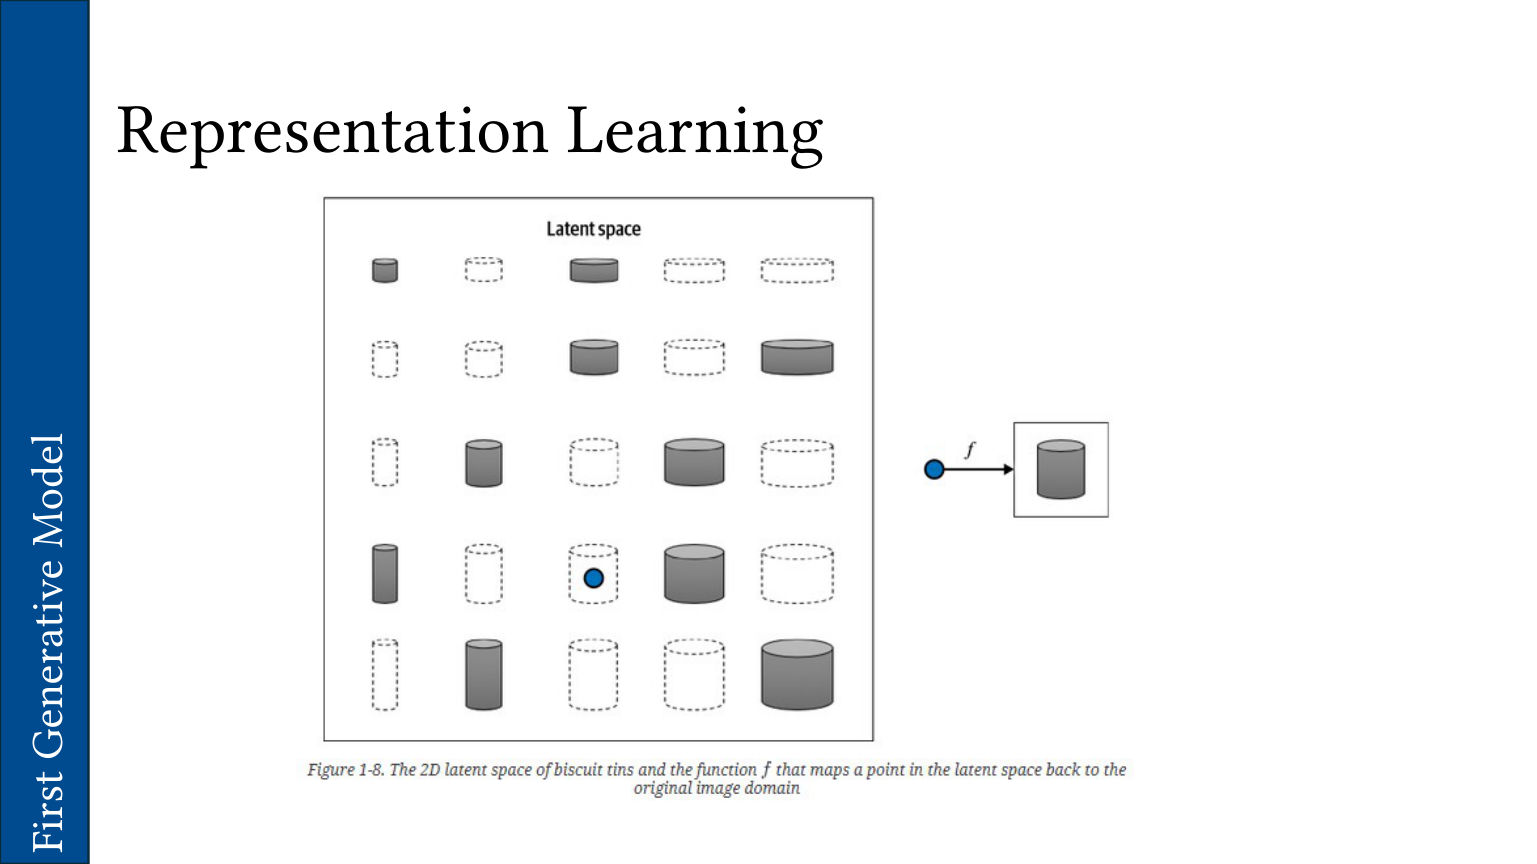 First Generative Model
Representation Learning
Latent space
f
Figure 1-8. The 2D latent space of biscuit tins and the function f that maps a point in the latent space back to the
original image domain